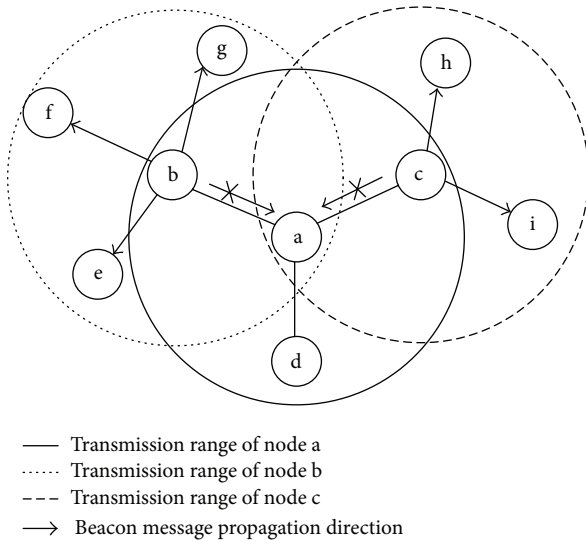 g
h
f
b
c
a
i
e
d
Transmission range of node a
Transmission range of node b
Transmission range of node c
Beacon message propagation direction